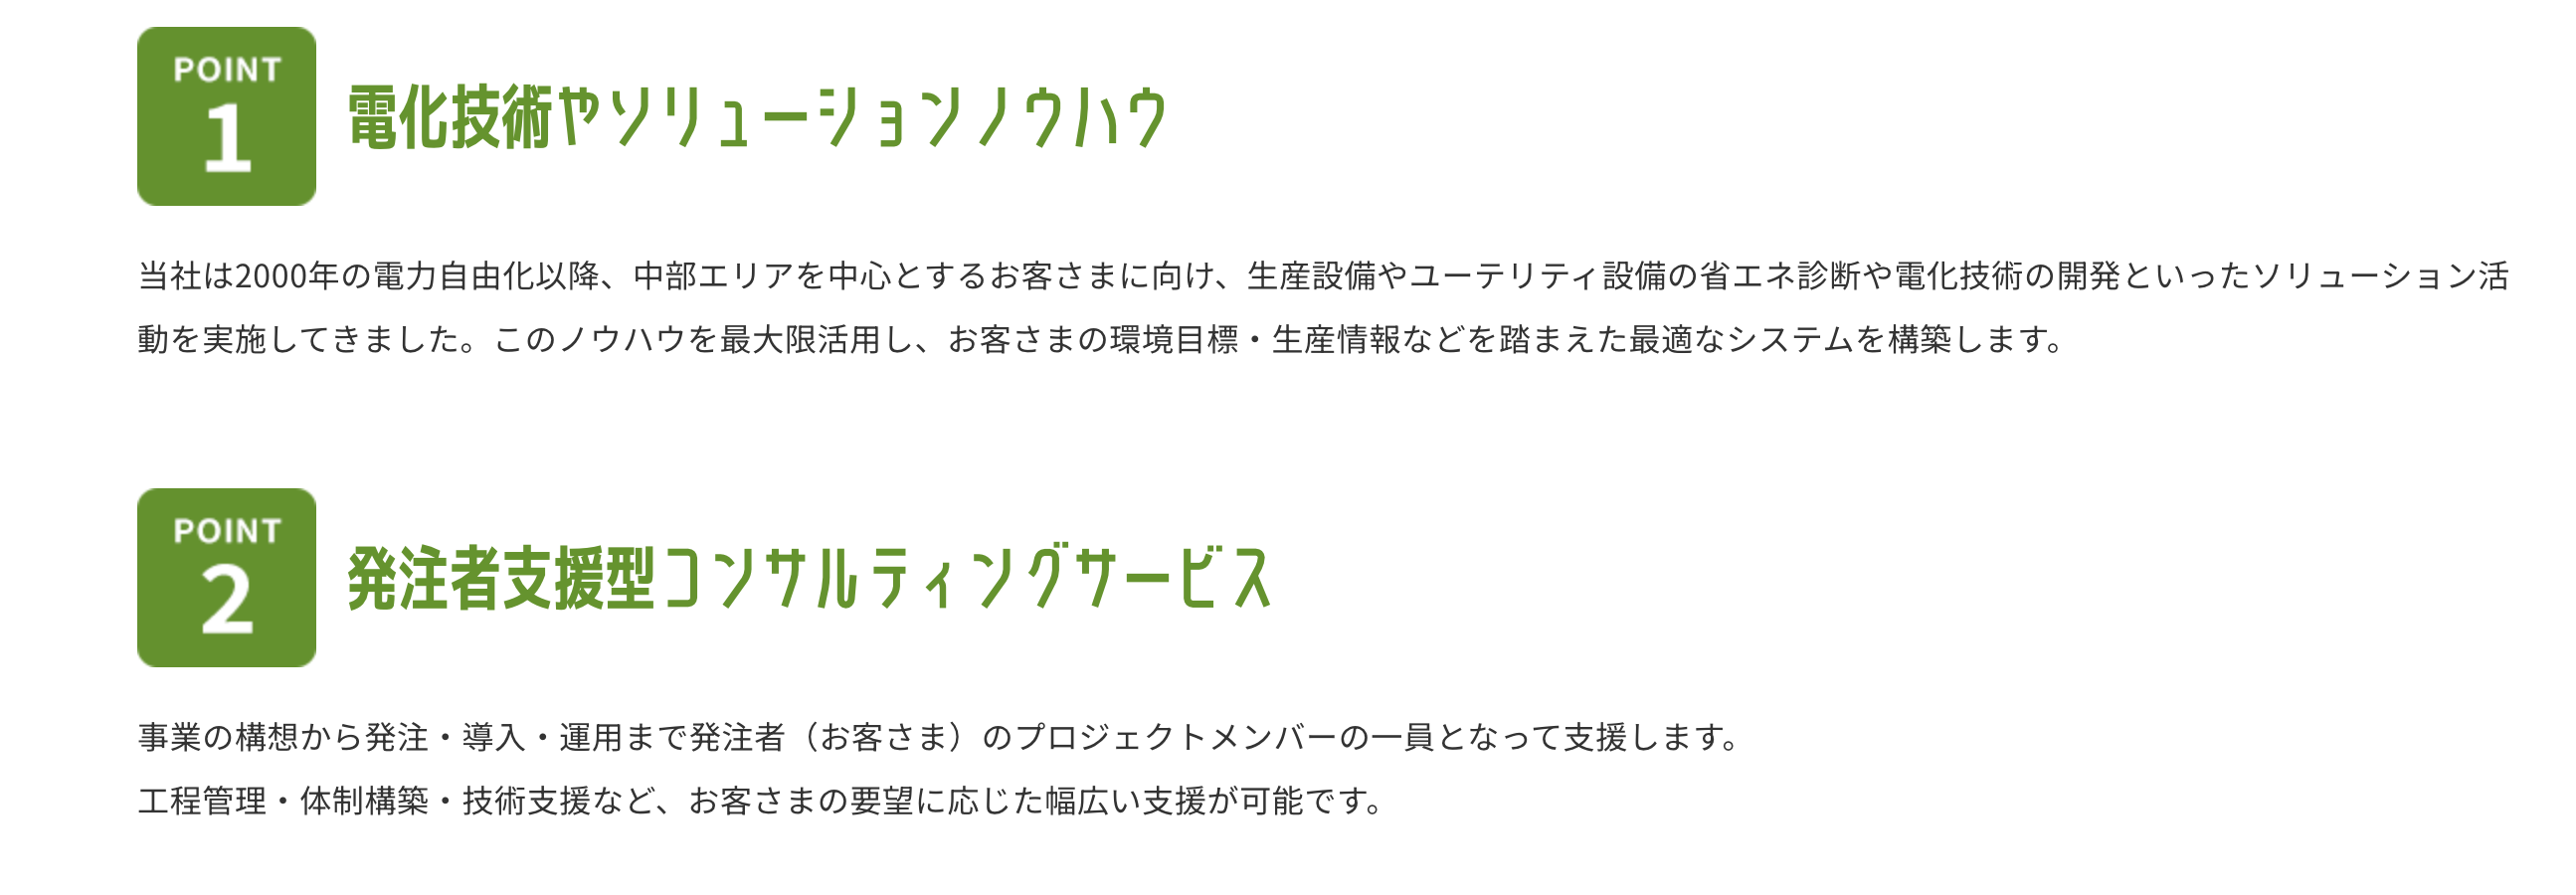 POINT
1
電化技術やソリューションノウハウ
当社は2000年の電力自由化以降、中部エリアを中心とするお客さまに向け、生産設備やユーテリティ設備の省エネ診断や電化技術の開発といったソリューション活
動を実施してきました。このノウハウを最大限活用し、お客さまの環境目標・生産情報などを踏まえた最適なシステムを構築します。
POINT
2
発注者支援型コンサルティングサービス
事業の構想から発注・導入・運用まで発注者（お客さま）のプロジェクトメンバーの一員となって支援します。
工程管理・体制構築・技術支援など、お客さまの要望に応じた幅広い支援が可能です。